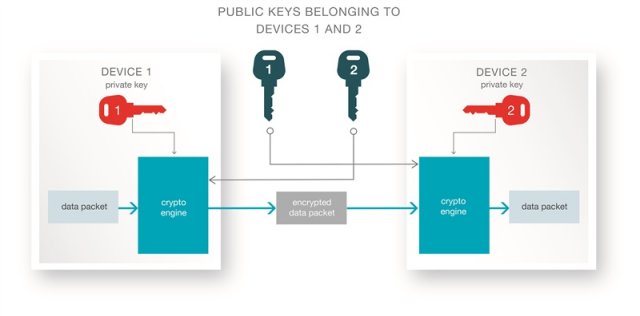 PUBLIC KEYS BELONGING TO
DEVICES 1 AND 2
1
2
DEVICE 1
private key
1
DEVICE 2
private key
2
data packet
crypto
engine
encrypted
data packet
crypto
engine
data packet